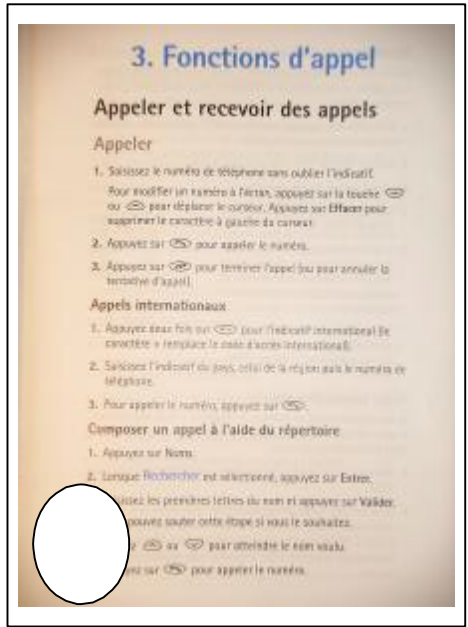 3. Fonctions d'appel
Appeler et recevoir des appels
Appeler
1. Saisissez le numéro de téléphone sans oublier l'indicatif.
Pour modifier un numéro à l'écran, appuyez sur la touche
ou pour déplacer le curseur. Appuyez sur Effacer pour
supprimer le caractère à gauche du curseur.
2. Appuyez sur pour appeler le numéro.
3. Appuyez sur pour terminer l'appel (ou pour annuler la
tentative d'appel).
Appels internationaux
1. Appuyez deux fois sur pour l'indicatif international (le
caractère + remplace le code d'accès international).
2. Saisissez l'indicatif du pays, celui de la région puis le numéro de
téléphone.
3. Pour appeler le numéro, appuyez sur .
Composer un appel à l'aide du répertoire
1. Appuyez sur Noms.
2. Lorsque Rechercher est sélectionné, appuyez sur Entrer.
les premières lettres du nom et appuyez sur Valider.
pouvez sauter cette étape si vous le souhaitez.
ou pour atteindre le nom voulu.
sur pour appeler le numéro.